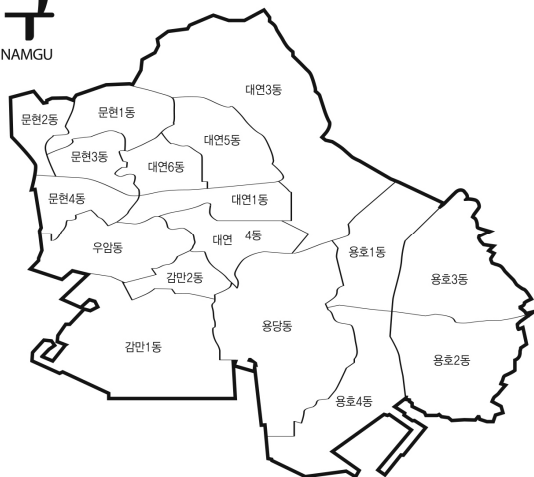 NAMGU
대연3동
문현2동
문현1동
대연5동
문현3동
대연6동
문현4동
대연1동
우암동
대연 4동
용호1동
감만2동
용호3동
용당동
감만1동
용호2동
용호4동